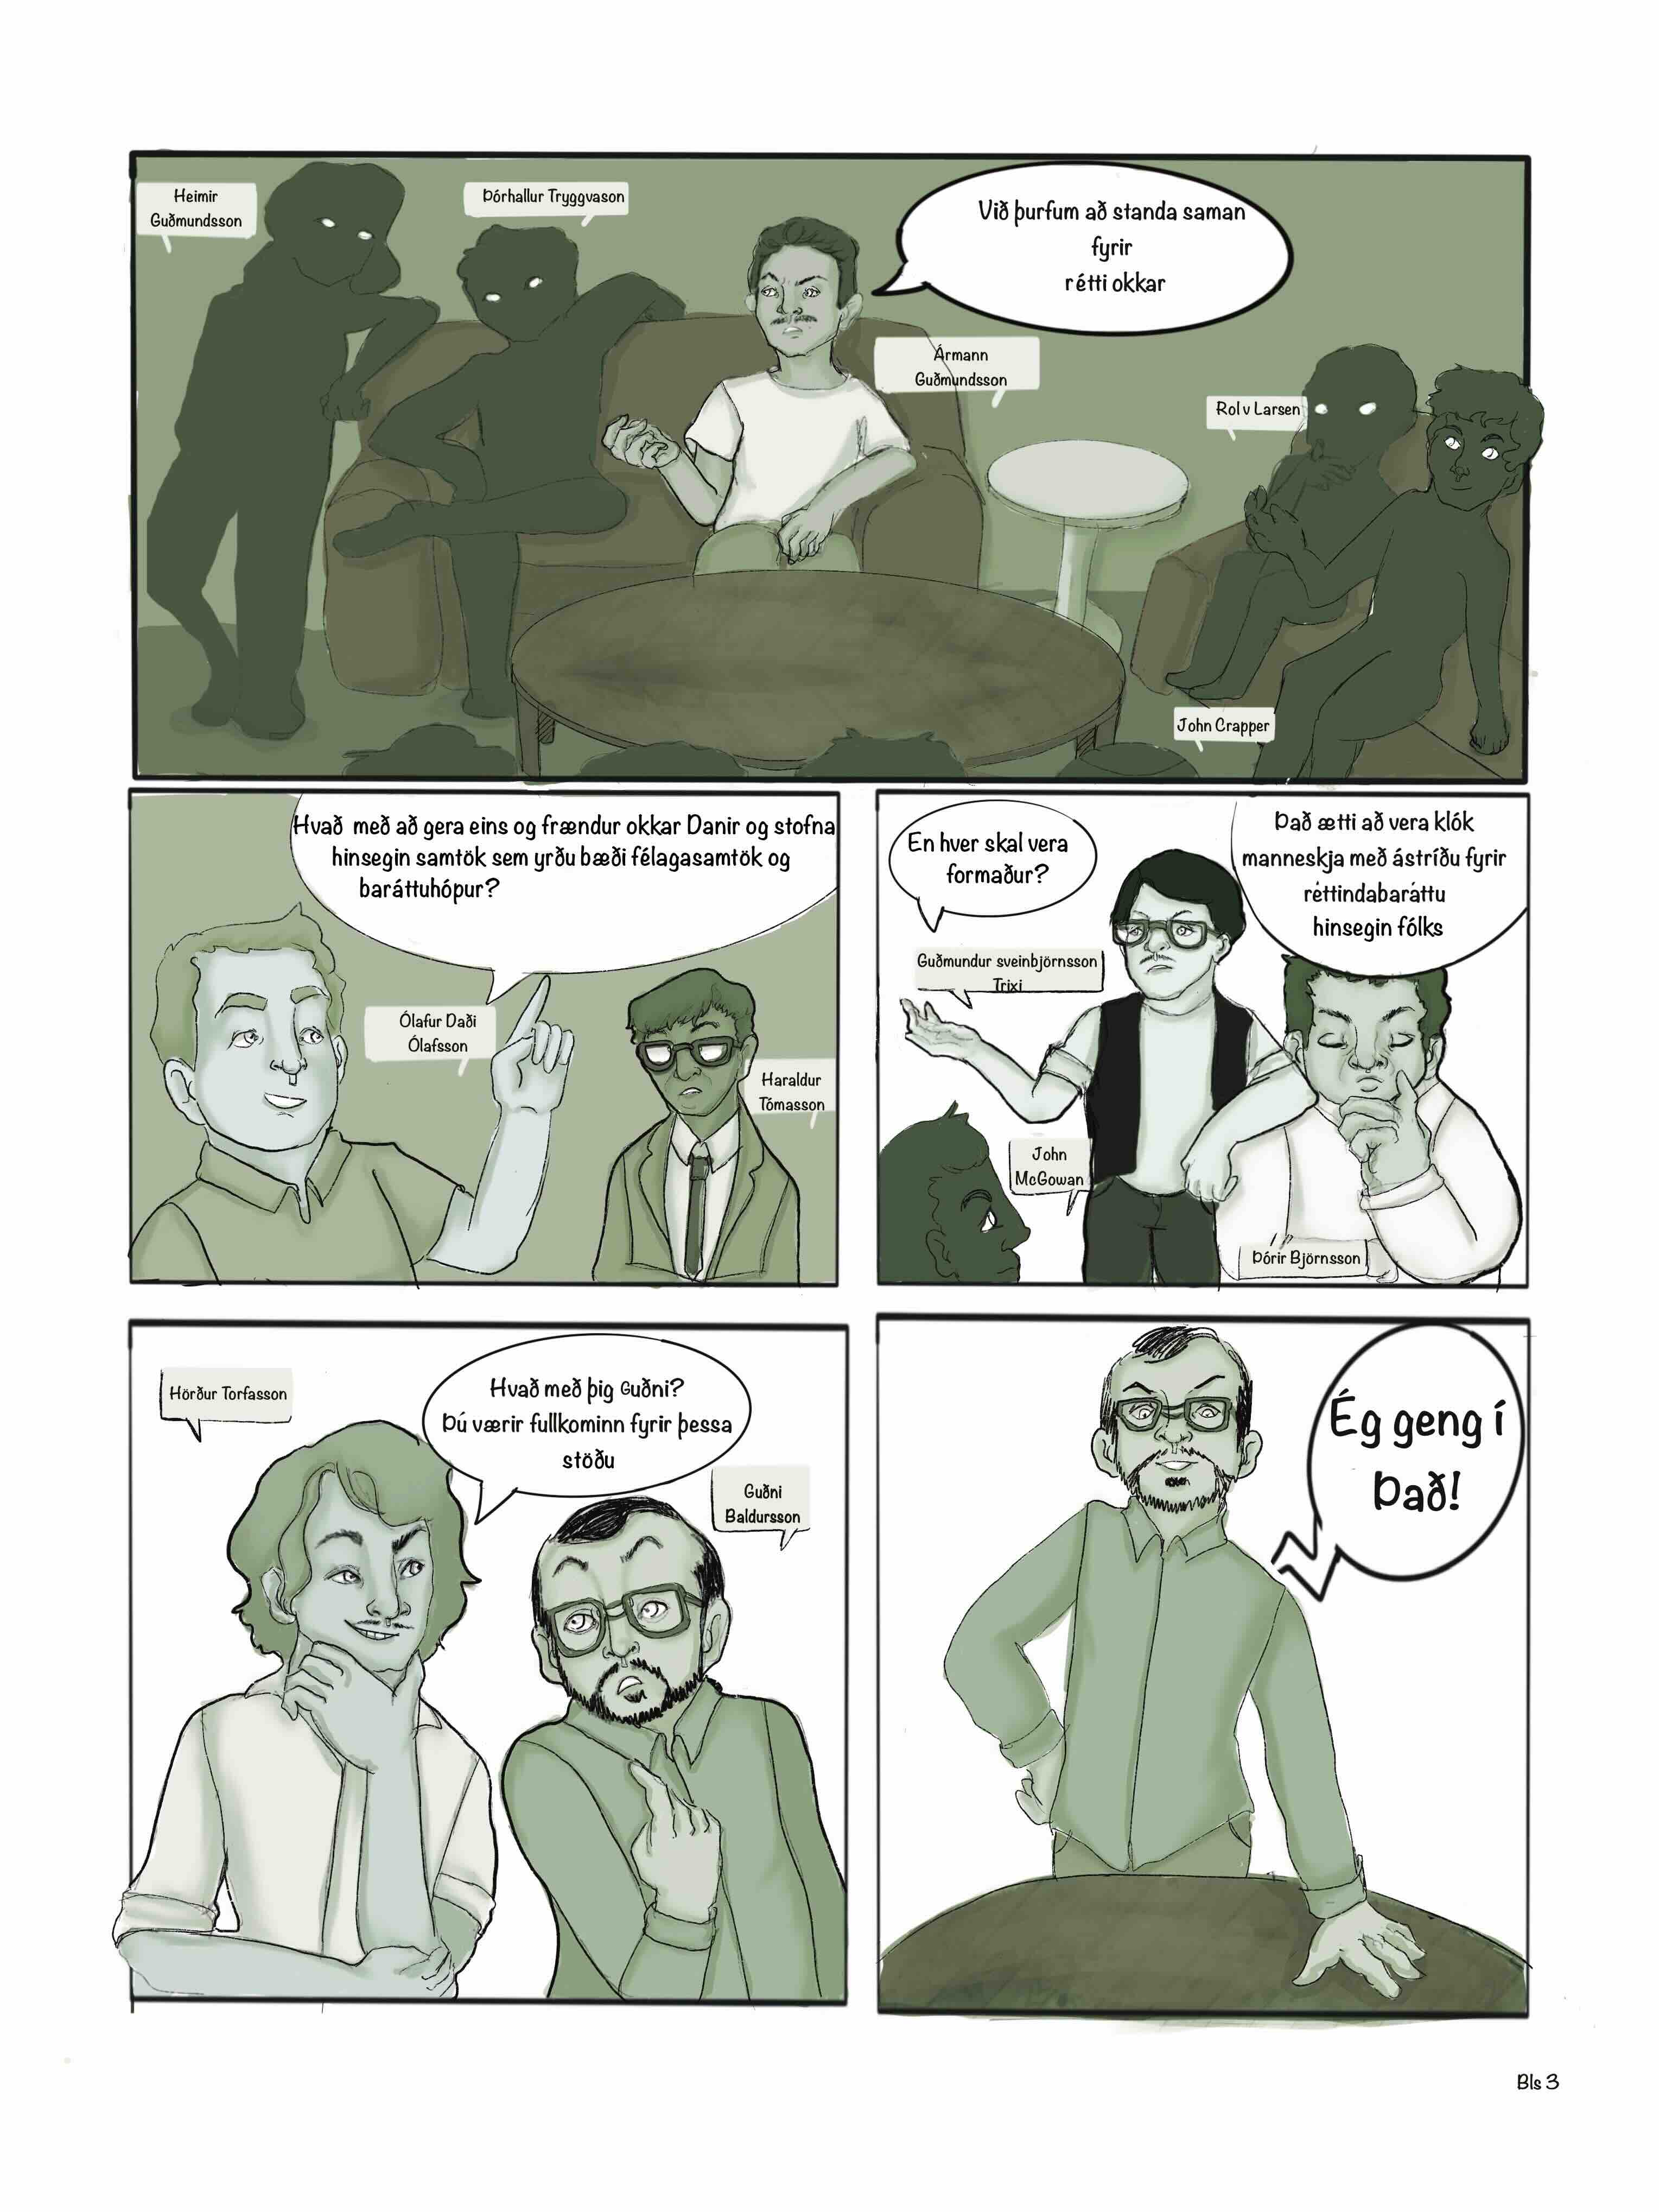 Heimir
Guðmundsson
Þórhallur Tryggvason
Við þurfum að standa saman
fyrir
rétti okkar
Ármann
Guðmundsson
Rolv Larsen
John Crapper
Hvað með að gera eins og frændur okkar Danir og stofna
hinsegin samtök sem yrðu bæði félagasamtök og
baráttuhópur?
Ólafur Daði
Ólafsson
Haraldur
Tómasson
En hver skal vera
formaður?
Guðmundur sveinbjörnsson
Trixi
Það ætti að vera klók
manneskja með ástríðu fyrir
réttindabaráttu
hinsegin fólks
John
McGowan
Þórir Björnsson
Hörður Torfasson
Hvað með þig Guðni?
Þú værir fullkominn fyrir þessa
stöðu
Guðni
Baldursson
Ég geng í
Það!
Bls 3